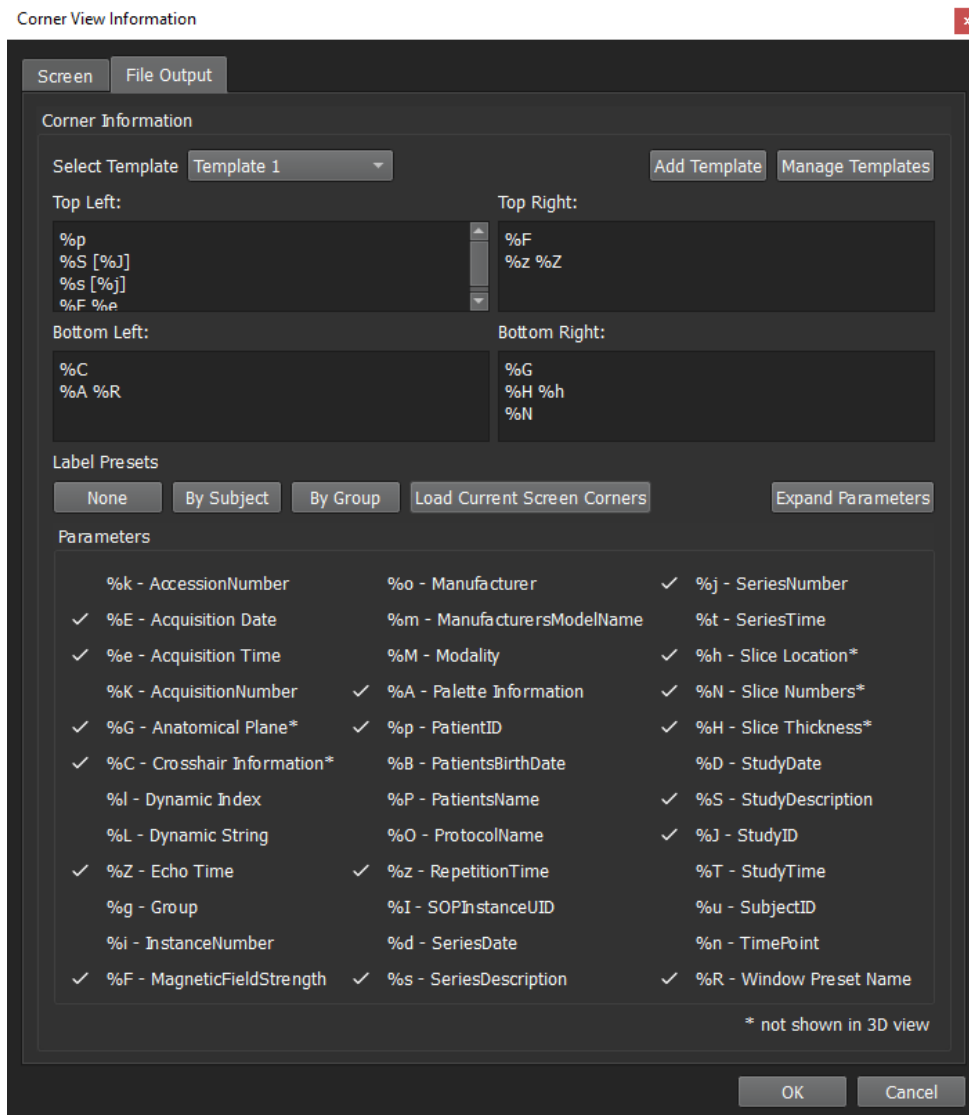 Corner View Information
Screen
File Output
Corner Information
Select Template Template 1
Add Template
Manage Templates
Top Left:
%p
%S [%J]
%s [%j]
%E %e
Top Right:
%F
%z %Z
Bottom Left:
%C
%A %R
Bottom Right:
%G
%H %h
%N
Label Presets
None
By Subject
By Group
Load Current Screen Corners
Expand Parameters
Parameters
%k - AccessionNumber
%E - Acquisition Date
%e - Acquisition Time
%K - AcquisitionNumber
%G - Anatomical Plane*
%C - Crosshair Information*
%l - Dynamic Index
%L - Dynamic String
%Z - Echo Time
%g - Group
%i - InstanceNumber
%F - MagneticFieldStrength
%o - Manufacturer
%m - ManufacturersModelName
%M - Modality
%A - Palette Information
%p - PatientID
%B - PatientsBirthDate
%P - PatientsName
%O - ProtocolName
%z - RepetitionTime
%I - SOPInstanceUID
%d - SeriesDate
%s - SeriesDescription
%j - SeriesNumber
%t - SeriesTime
%h - Slice Location*
%N - Slice Numbers*
%H - Slice Thickness*
%D - StudyDate
%S - StudyDescription
%J - StudyID
%T - StudyTime
%u - SubjectID
%n - TimePoint
%R - Window Preset Name
* not shown in 3D view
OK
Cancel